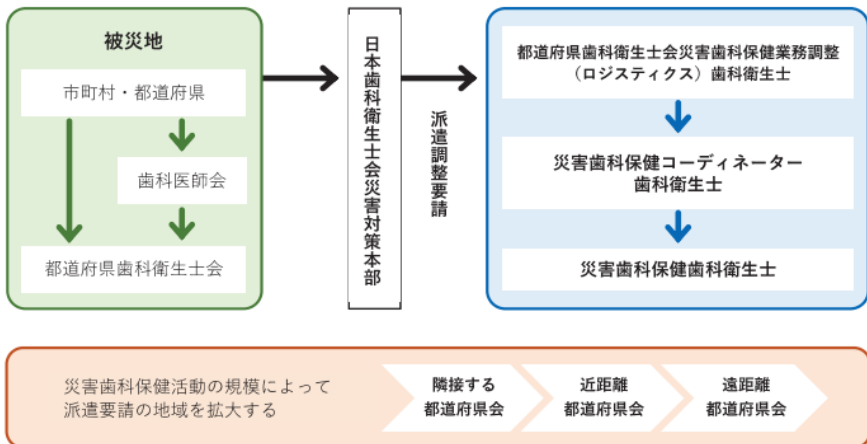 被災地
市町村・都道府県
歯科医師会
都道府県歯科衛生士会
日本歯科衛生士会災害対策本部
派遣調整要請
都道府県歯科衛生士会災害歯科保健業務調整
（ロジスティクス）歯科衛生士
災害歯科保健コーディネーター
歯科衛生士
災害歯科保健歯科衛生士
災害歯科保健活動の規模によって
派遣要請の地域を拡大する
隣接する
都道府県会
近距離
都道府県会
遠距離
都道府県会